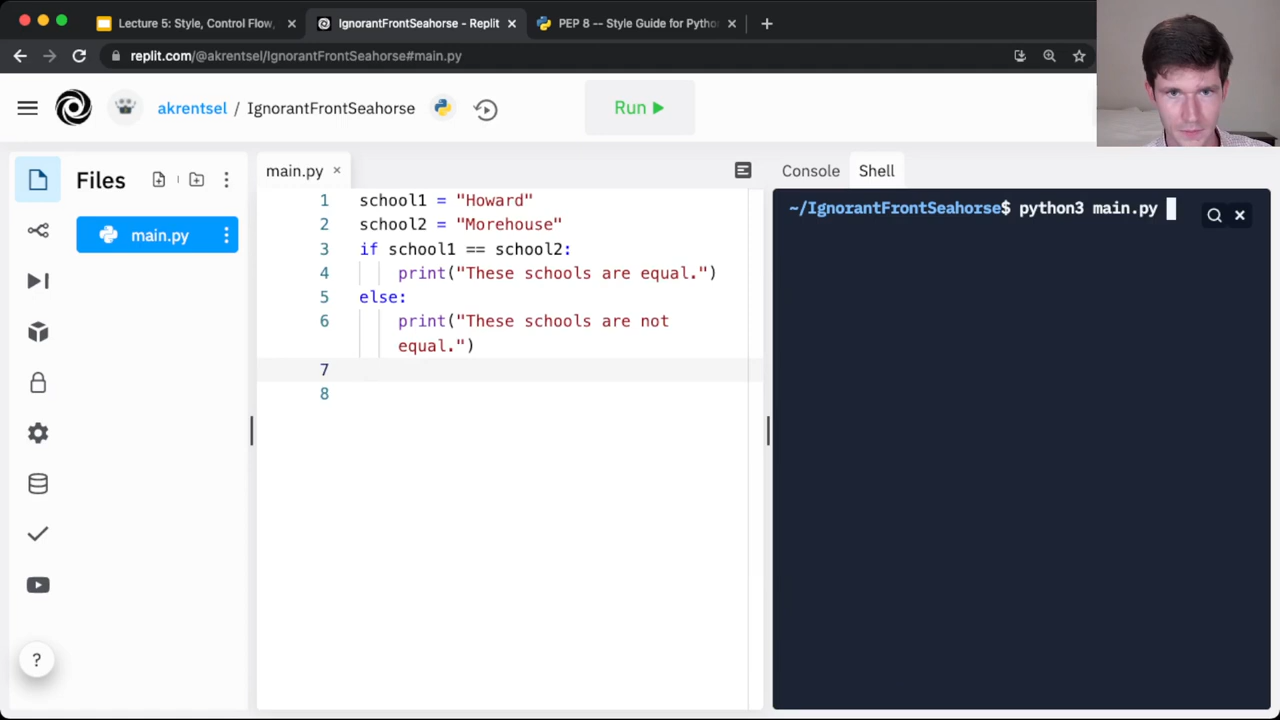 Lecture 5: Style, Control Flow,
IgnorantFrontSeahorse - Replit
PEP 8 -- Style Guide for Pytho
replit.com/@akrentsel/IgnorantFrontSeahorse#main.py
akrentsel / IgnorantFrontSeahorse
Run
Files
main.py
main.py
Console
Shell
1 school1 = "Howard"
2 school2 = "Morehouse"
3 if school1 == school2:
4 print("These schools are equal.")
5 else:
6 print("These schools are not
equal.")
7
8
~/IgnorantFrontSeahorse$ python3 main.py
?